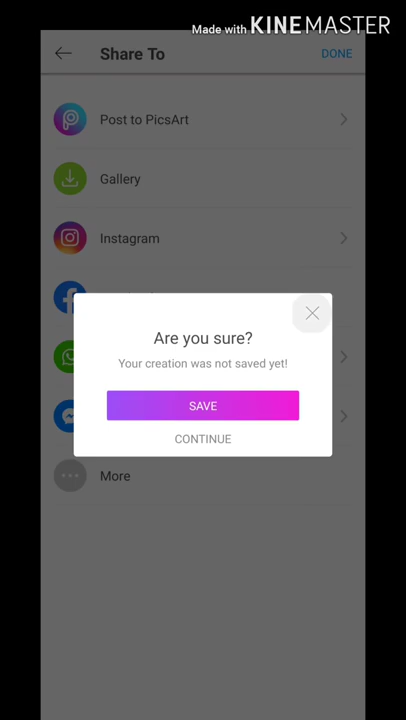 Made with KINEMASTER
Share To
DONE
Post to PicsArt
Gallery
Instagram
Are you sure?
Your creation was not saved yet!
SAVE
CONTINUE
More